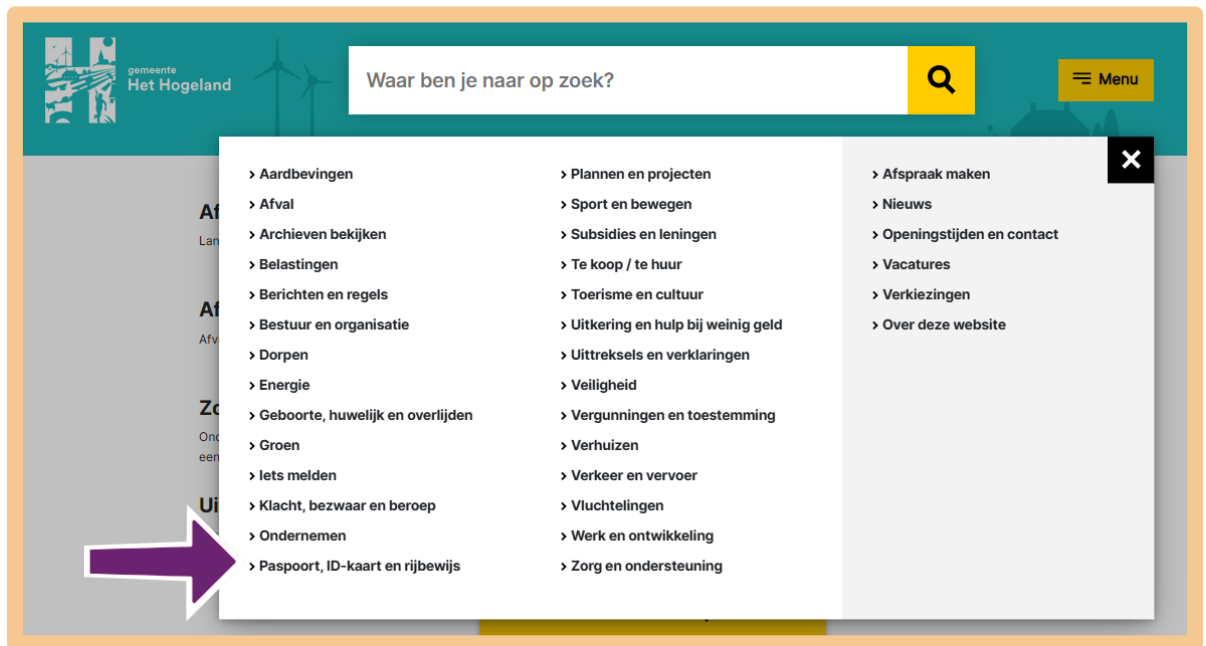 gemeente
Het Hogeland
Waar ben je naar op zoek?
Menu
Aardbevingen
Afval
Archieven bekijken
Belastingen
Berichten en regels
Bestuur en organisatie
Dorpen
Energie
Geboorte, huwelijk en overlijden
Groen
Iets melden
Klacht, bezwaar en beroep
Ondernemen
Paspoort, ID-kaart en rijbewijs
Plannen en projecten
Sport en bewegen
Subsidies en leningen
Te koop / te huur
Toerisme en cultuur
Uitkering en hulp bij weinig geld
Uittreksels en verklaringen
Veiligheid
Vergunningen en toestemming
Verhuizen
Verkeer en vervoer
Vluchtelingen
Werk en ontwikkeling
Zorg en ondersteuning
Afspraak maken
Nieuws
Openingstijden en contact
Vacatures
Verkiezingen
Over deze website